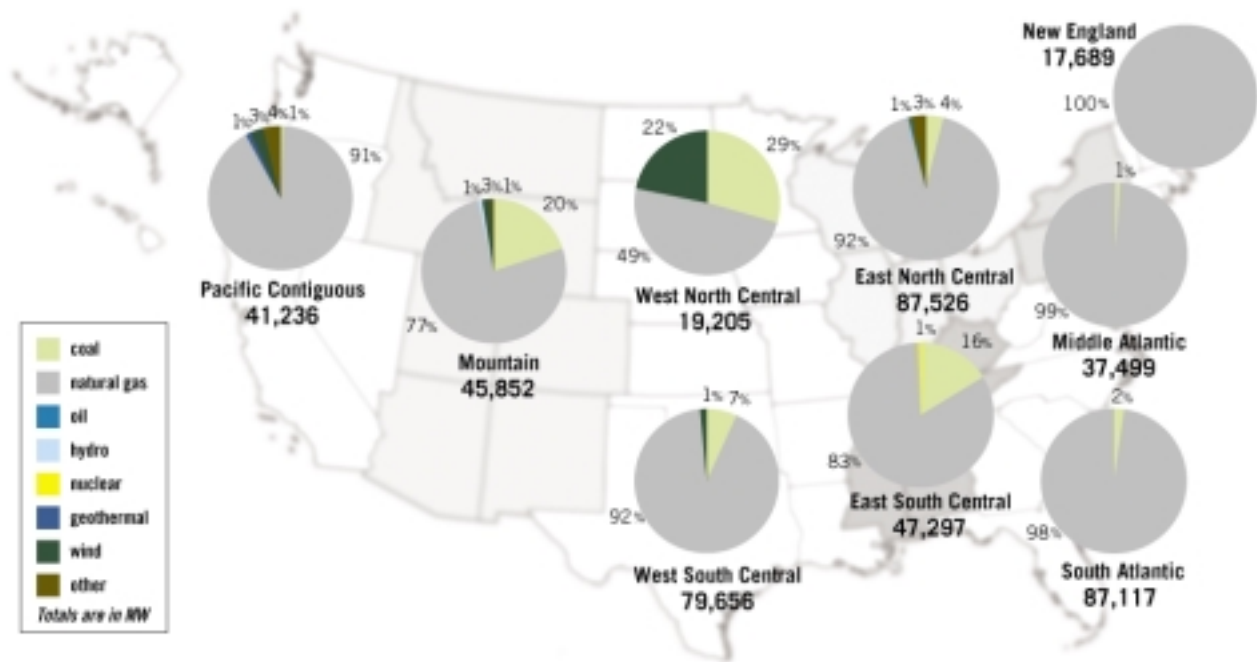 New England
17,689
100%
1% 3% 4% 1%
91%
Pacific Contiguous
41,236
1% 3% 1%
20%
77%
Mountain
45,852
22%
29%
49%
West North Central
19,205
1% 3% 4%
92%
East North Central
87,526
1%
99%
Middle Atlantic
37,499
1%
16%
83%
East South Central
47,297
1% 7%
92%
West South Central
79,656
2%
98%
South Atlantic
87,117
coal
natural gas
oil
hydro
nuclear
geothermal
wind
other
Totals are in MW